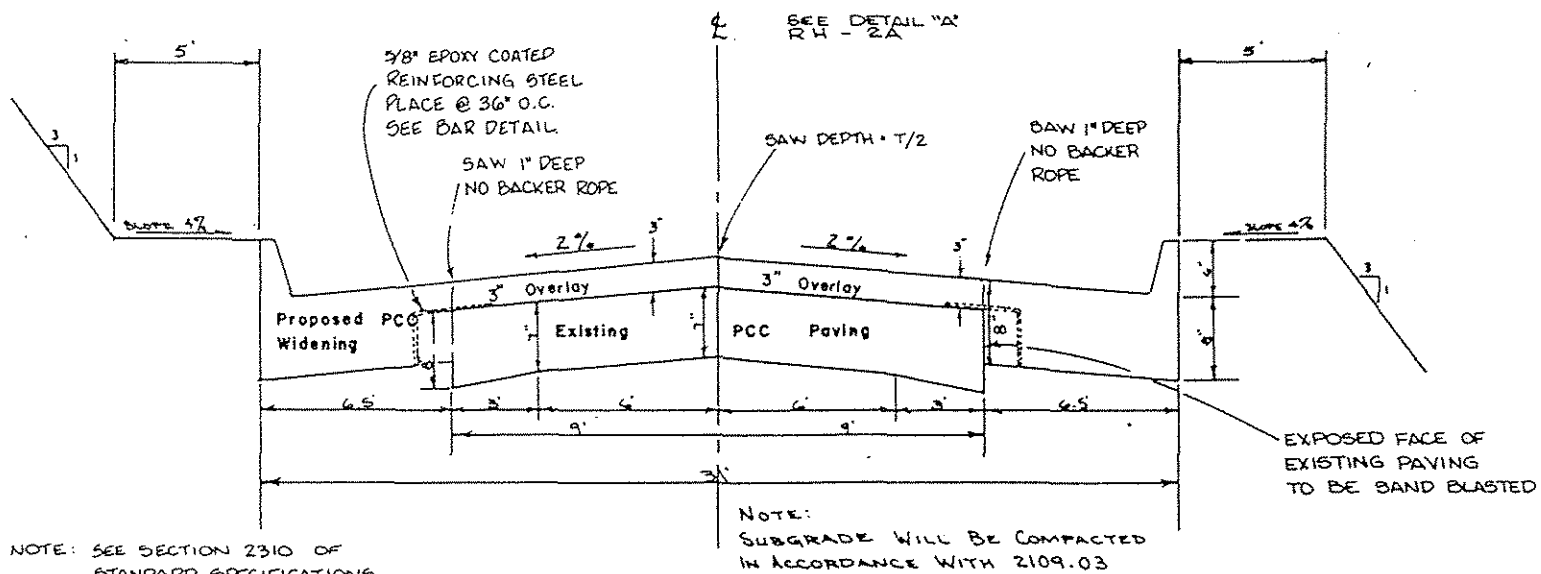 ℄ SEE DETAIL "A"
RH - 2A
5'
5'
5/8" EPOXY COATED
REINFORCING STEEL
PLACE @ 36" O.C.
SEE BAR DETAIL
SAW 1" DEEP
NO BACKER ROPE
SAW DEPTH = T/2
SAW 1" DEEP
NO BACKER
ROPE
3
1
SLOPE 4%
2 %
3"
2 %
3"
SLOPE 4%
3
1
3" Overlay
3" Overlay
6"
Proposed PCC
Widening
8"
7"
Existing
7"
PCC Paving
8"
8"
6.5'
3'
6'
6'
3'
6.5'
9'
9'
31'
EXPOSED FACE OF
EXISTING PAVING
TO BE SAND BLASTED
NOTE: SEE SECTION 2310 OF
STANDARD SPECIFICATIONS
NOTE:
SUBGRADE WILL BE COMPACTED
IN ACCORDANCE WITH 2109.03